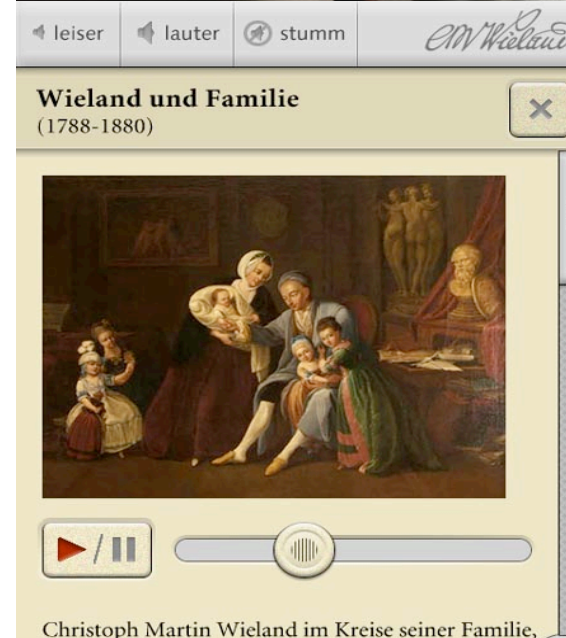 leiser lauter stumm CMWieland
Wieland und Familie
(1788-1880)
Christoph Martin Wieland im Kreise seiner Familie,